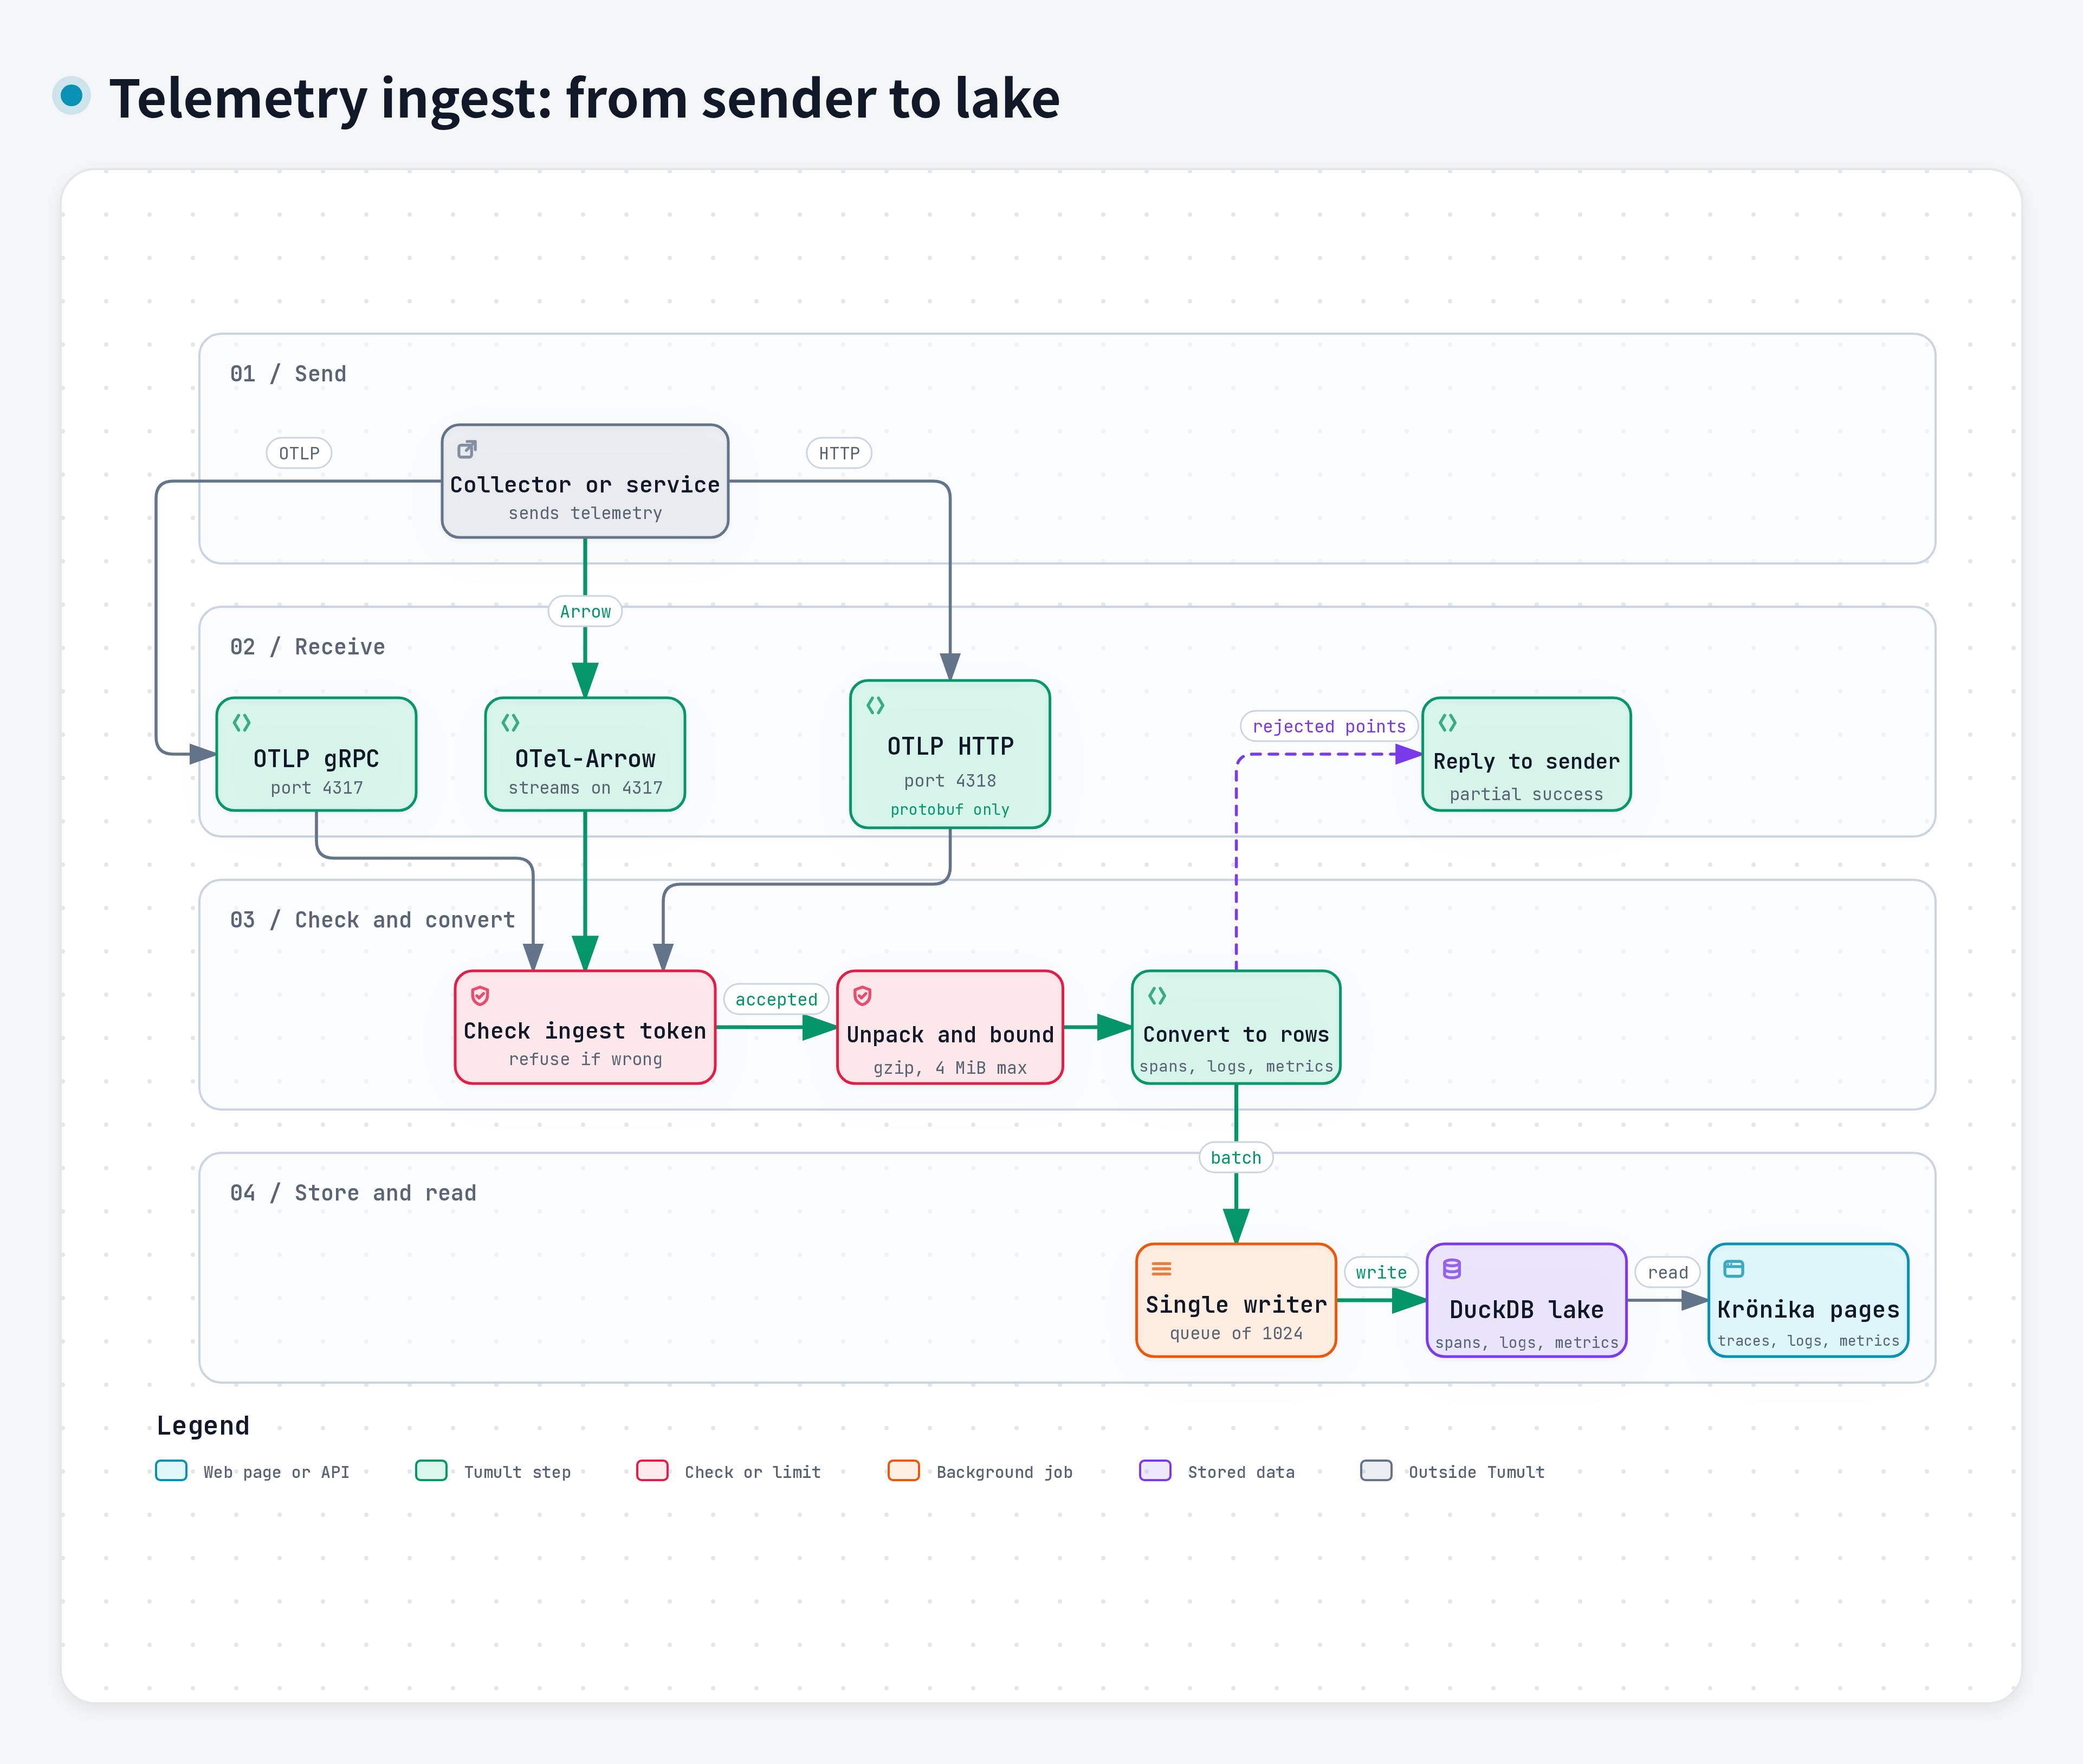 Telemetry ingest: from sender to lake
01 / Send
OTLP
HTTP
Collector or service
sends telemetry
Arrow
02 / Receive
OTLP gRPC
port 4317
OTel-Arrow
streams on 4317
OTLP HTTP
port 4318
protobuf only
rejected points
Reply to sender
partial success
03 / Check and convert
Check ingest token
refuse if wrong
accepted
Unpack and bound
gzip, 4 MiB max
Convert to rows
spans, logs, metrics
batch
04 / Store and read
Single writer
queue of 1024
write
DuckDB lake
spans, logs, metrics
read
Krönika pages
traces, logs, metrics
Legend
Web page or API
Tumult step
Check or limit
Background job
Stored data
Outside Tumult